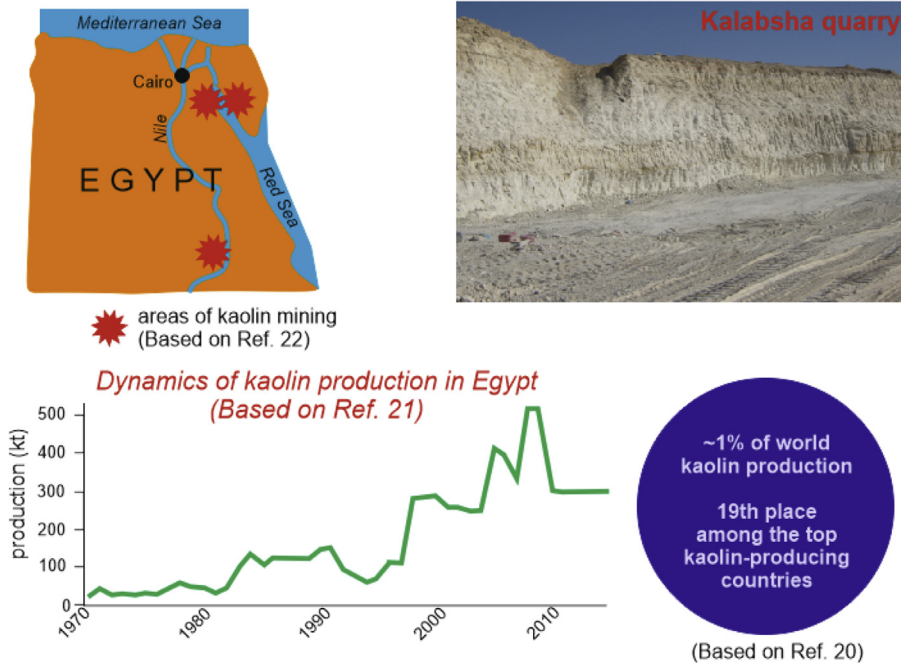 Mediterranean Sea
Cairo
Nile
EGYPT
Red Sea
areas of kaolin mining
(Based on Ref. 22)
Kalabsha quarry
Dynamics of kaolin production in Egypt
(Based on Ref. 21)
production (kt)
500
400
300
200
100
0
1970
1980
1990
2000
2010
~1% of world
kaolin production
19th place
among the top
kaolin-producing
countries
(Based on Ref. 20)